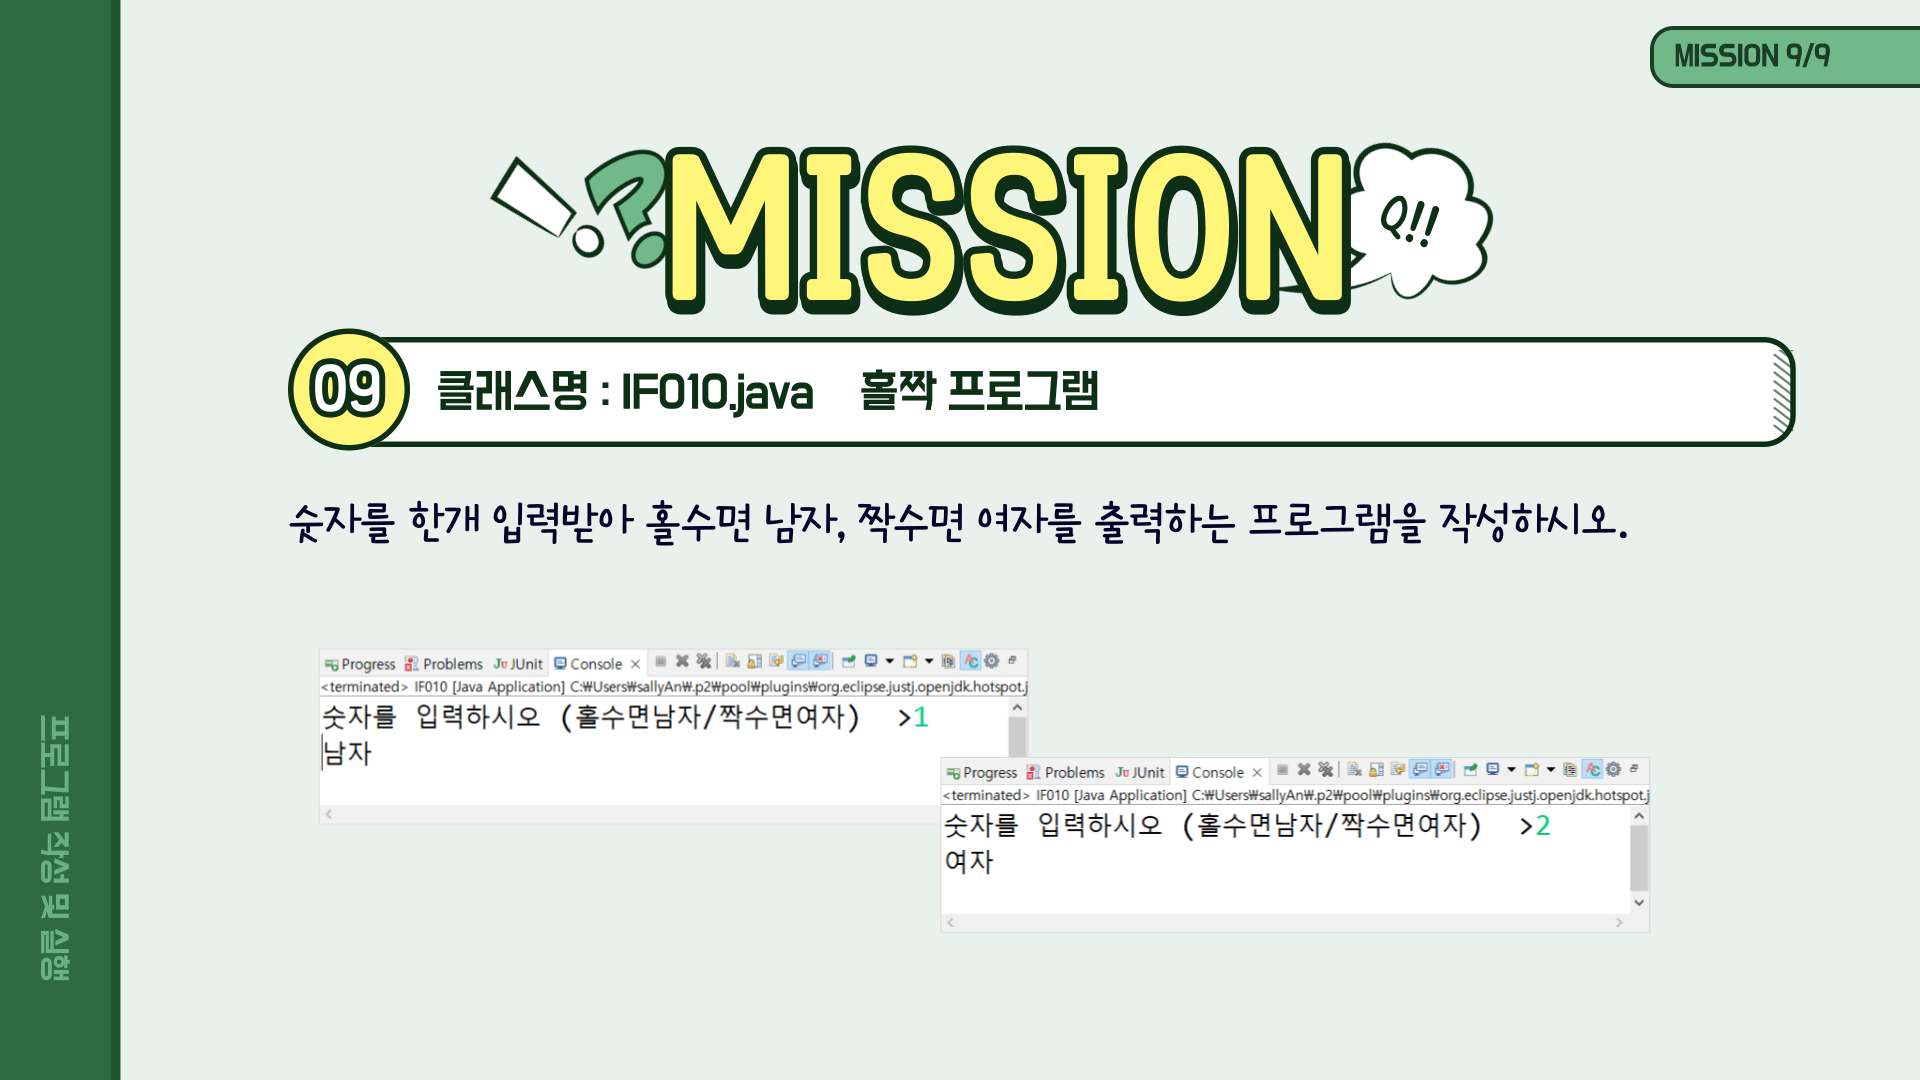 MISSION 9/9
MISSION
Q!!
09
클래스명 : IF010.java 홀짝 프로그램
숫자를 한개 입력받아 홀수면 남자, 짝수면 여자를 출력하는 프로그램을 작성하시오.
Progress Problems JUnit Console
<terminated> IF010 [Java Application] C:₩Users₩sallyAn₩.p2₩pool₩plugins₩org.eclipse.justj.openjdk.hotspot.j
숫자를 입력하시오 (홀수면남자/짝수면여자) >1
남자
Progress Problems JUnit Console
<terminated> IF010 [Java Application] C:₩Users₩sallyAn₩.p2₩pool₩plugins₩org.eclipse.justj.openjdk.hotspot.j
숫자를 입력하시오 (홀수면남자/짝수면여자) >2
여자
프로그램 작성 및 실행